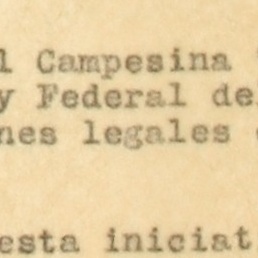 l Campesina
y Federal de
nes legales
esta iniciat